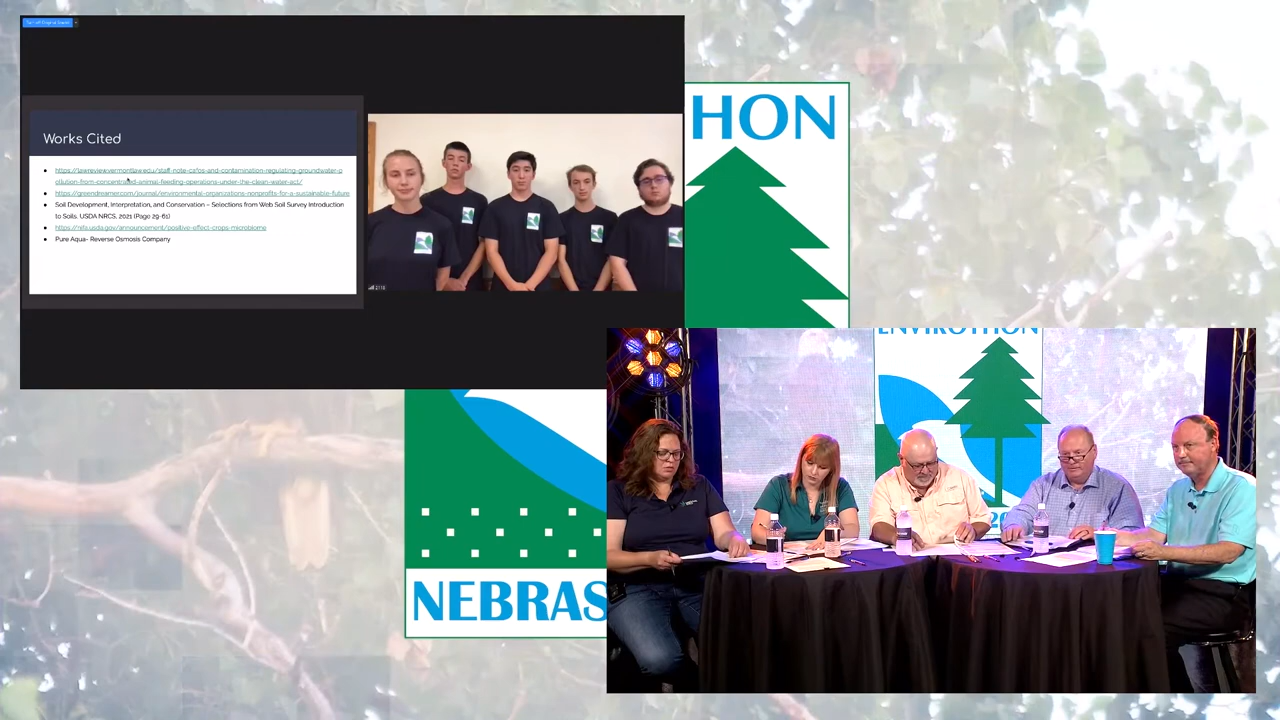 Works Cited
https://lawreview.vermontlaw.edu/staff-note-cafos-and-contamination-regulating-groundwater-p
ollution-from-concentrated-animal-feeding-operations-under-the-clean-water-act/
https://greendreamer.com/journal/environmental-organizations-nonprofits-for-a-sustainable-future
Soil Development, Interpretation, and Conservation – Selections from Web Soil Survey Introduction
to Soils, USDA NRCS, 2021 (Page 29-61)
https://nifa.usda.gov/announcement/positive-effect-crops-microbiome
Pure Aqua- Reverse Osmosis Company
HON
ENVIROTHON
NEBRAS